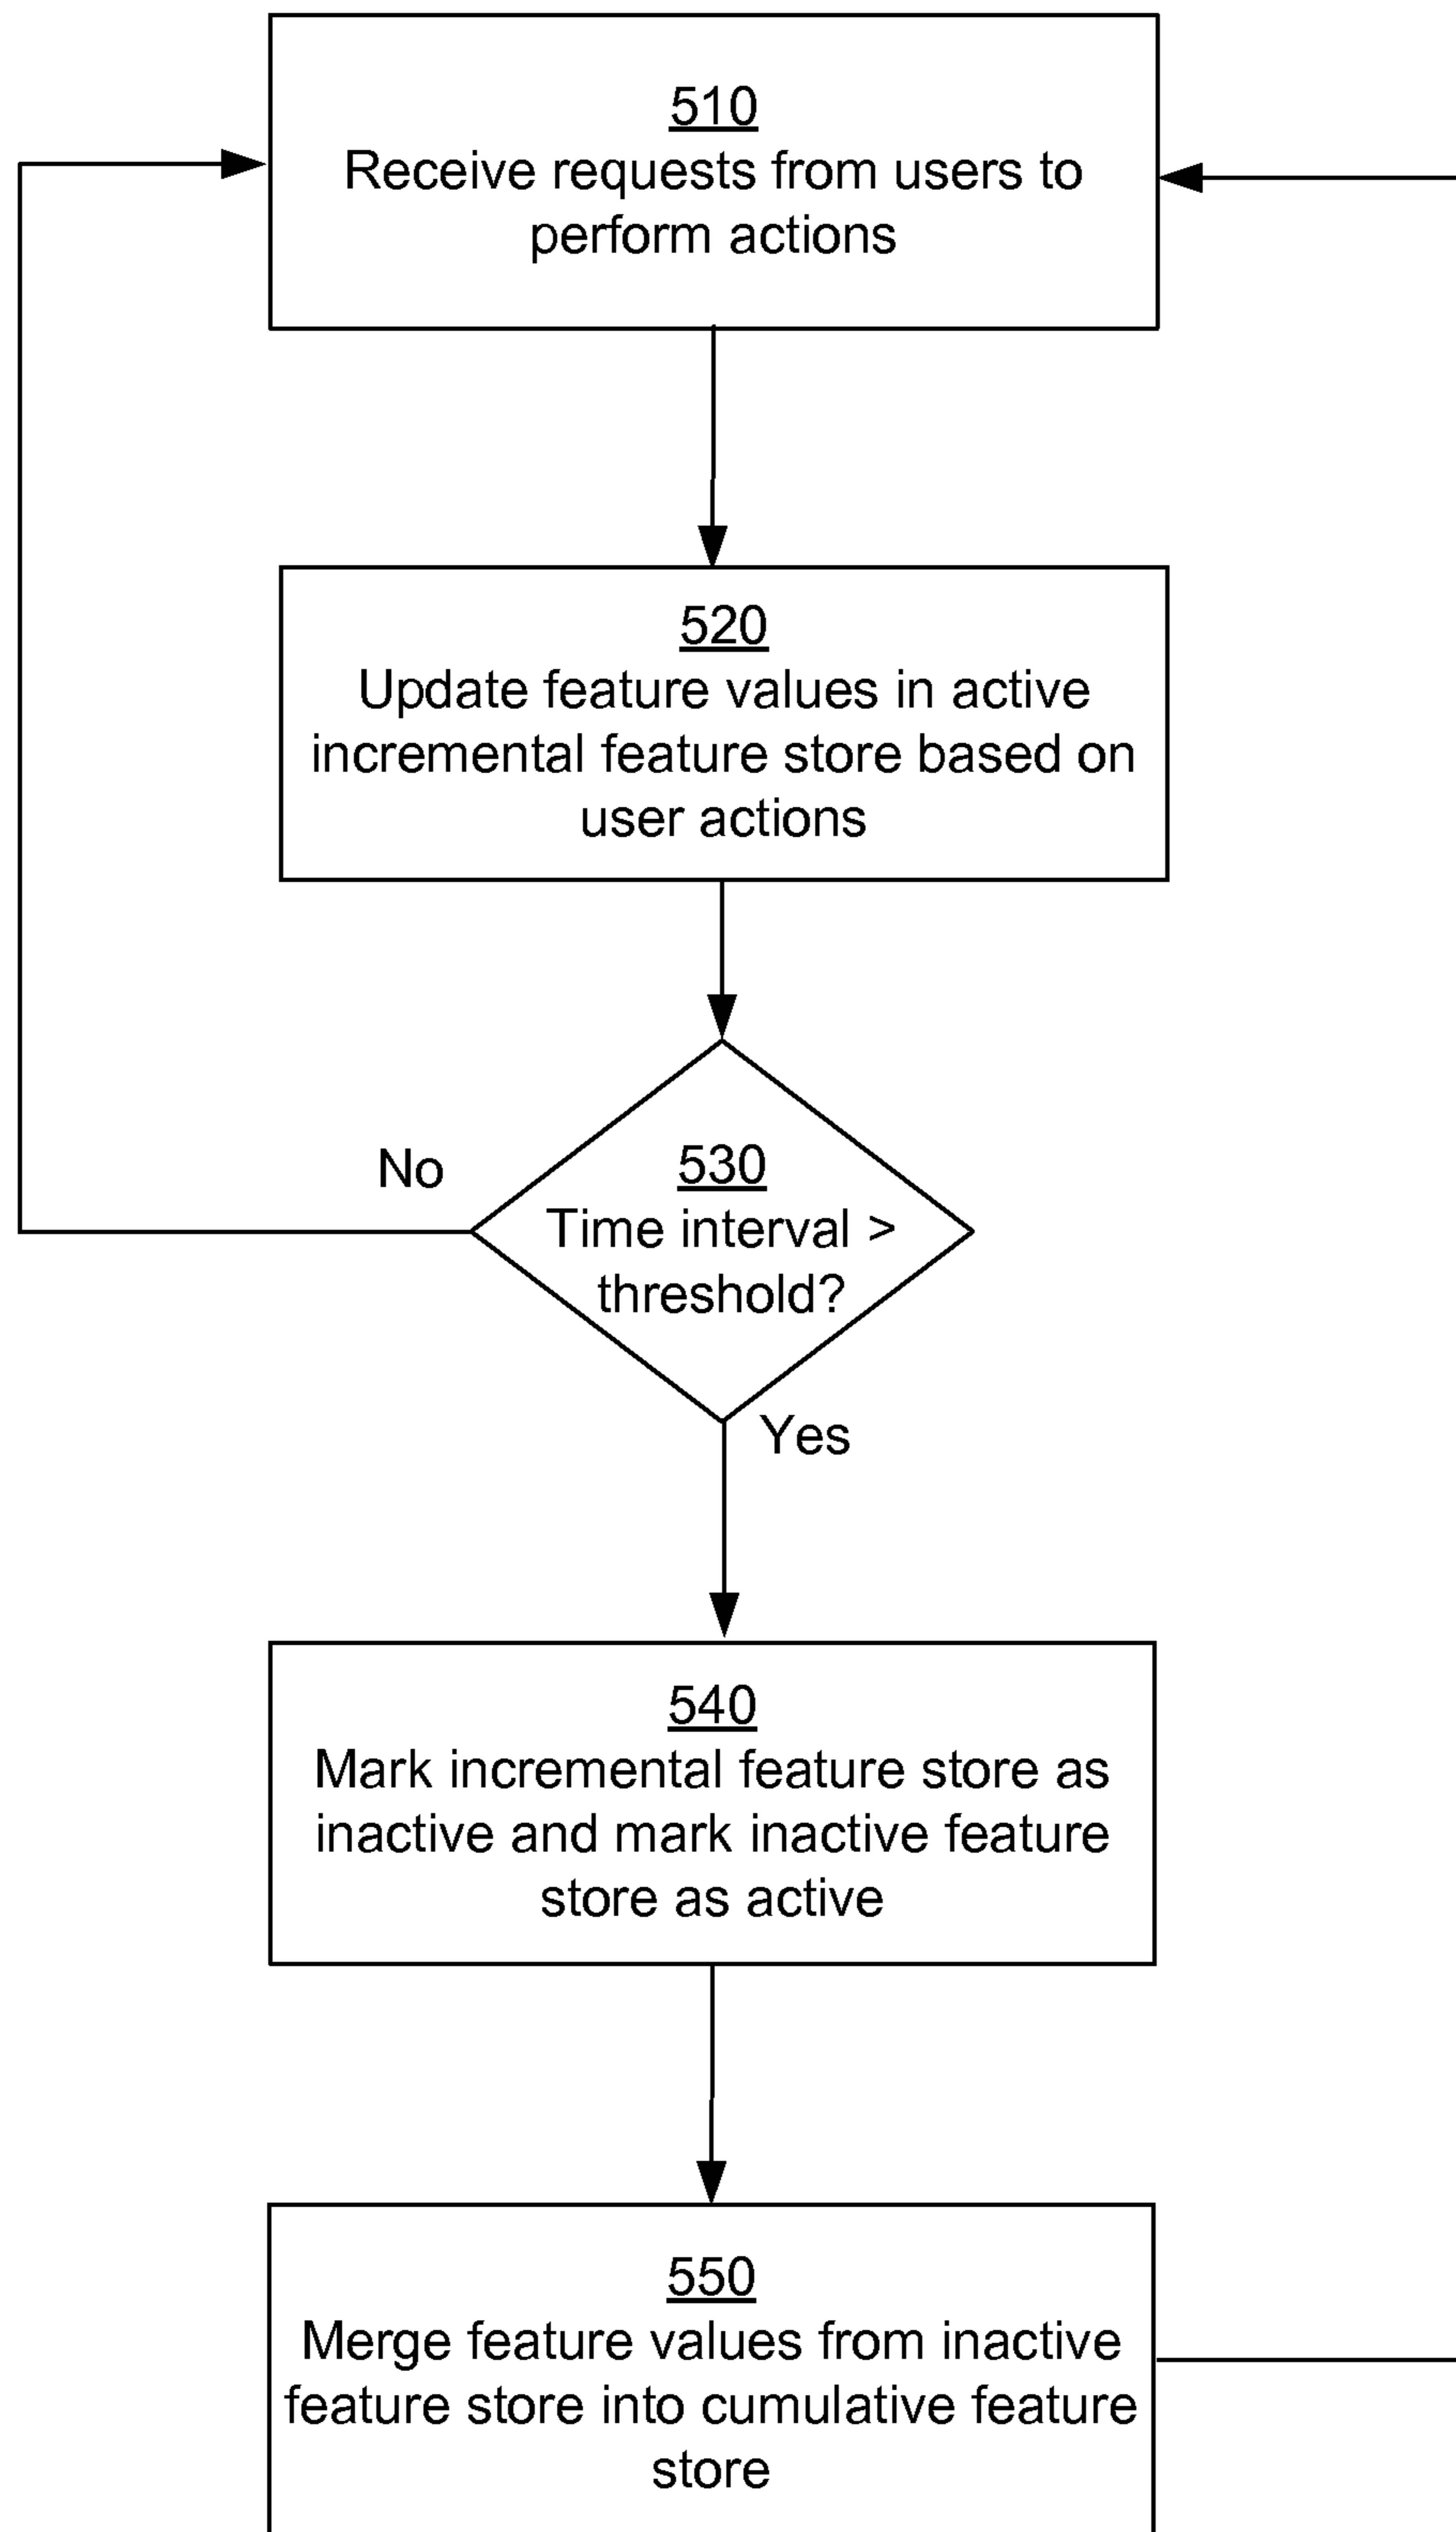 510
Receive requests from users to
perform actions
520
Update feature values in active
incremental feature store based on
user actions
No
530
Time interval >
threshold?
Yes
540
Mark incremental feature store as
inactive and mark inactive feature
store as active
550
Merge feature values from inactive
feature store into cumulative feature
store